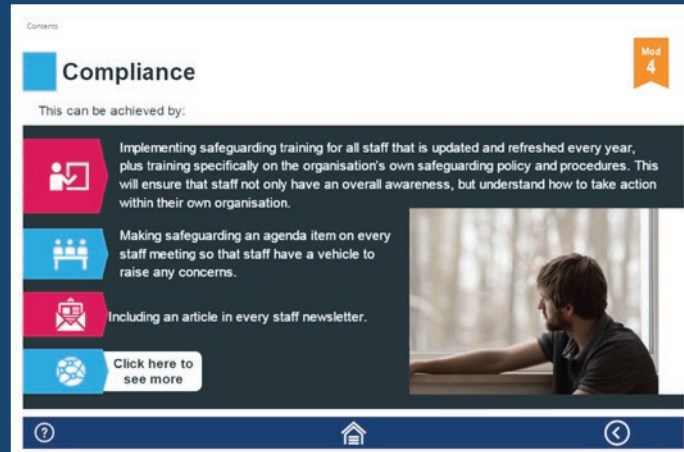 Contents
Mod
4
Compliance
This can be achieved by:
Implementing safeguarding training for all staff that is updated and refreshed every year,
plus training specifically on the organisation's own safeguarding policy and procedures. This
will ensure that staff not only have an overall awareness, but understand how to take action
within their own organisation.
Making safeguarding an agenda item on every
staff meeting so that staff have a vehicle to
raise any concerns.
Including an article in every staff newsletter.
Click here to
see more
?